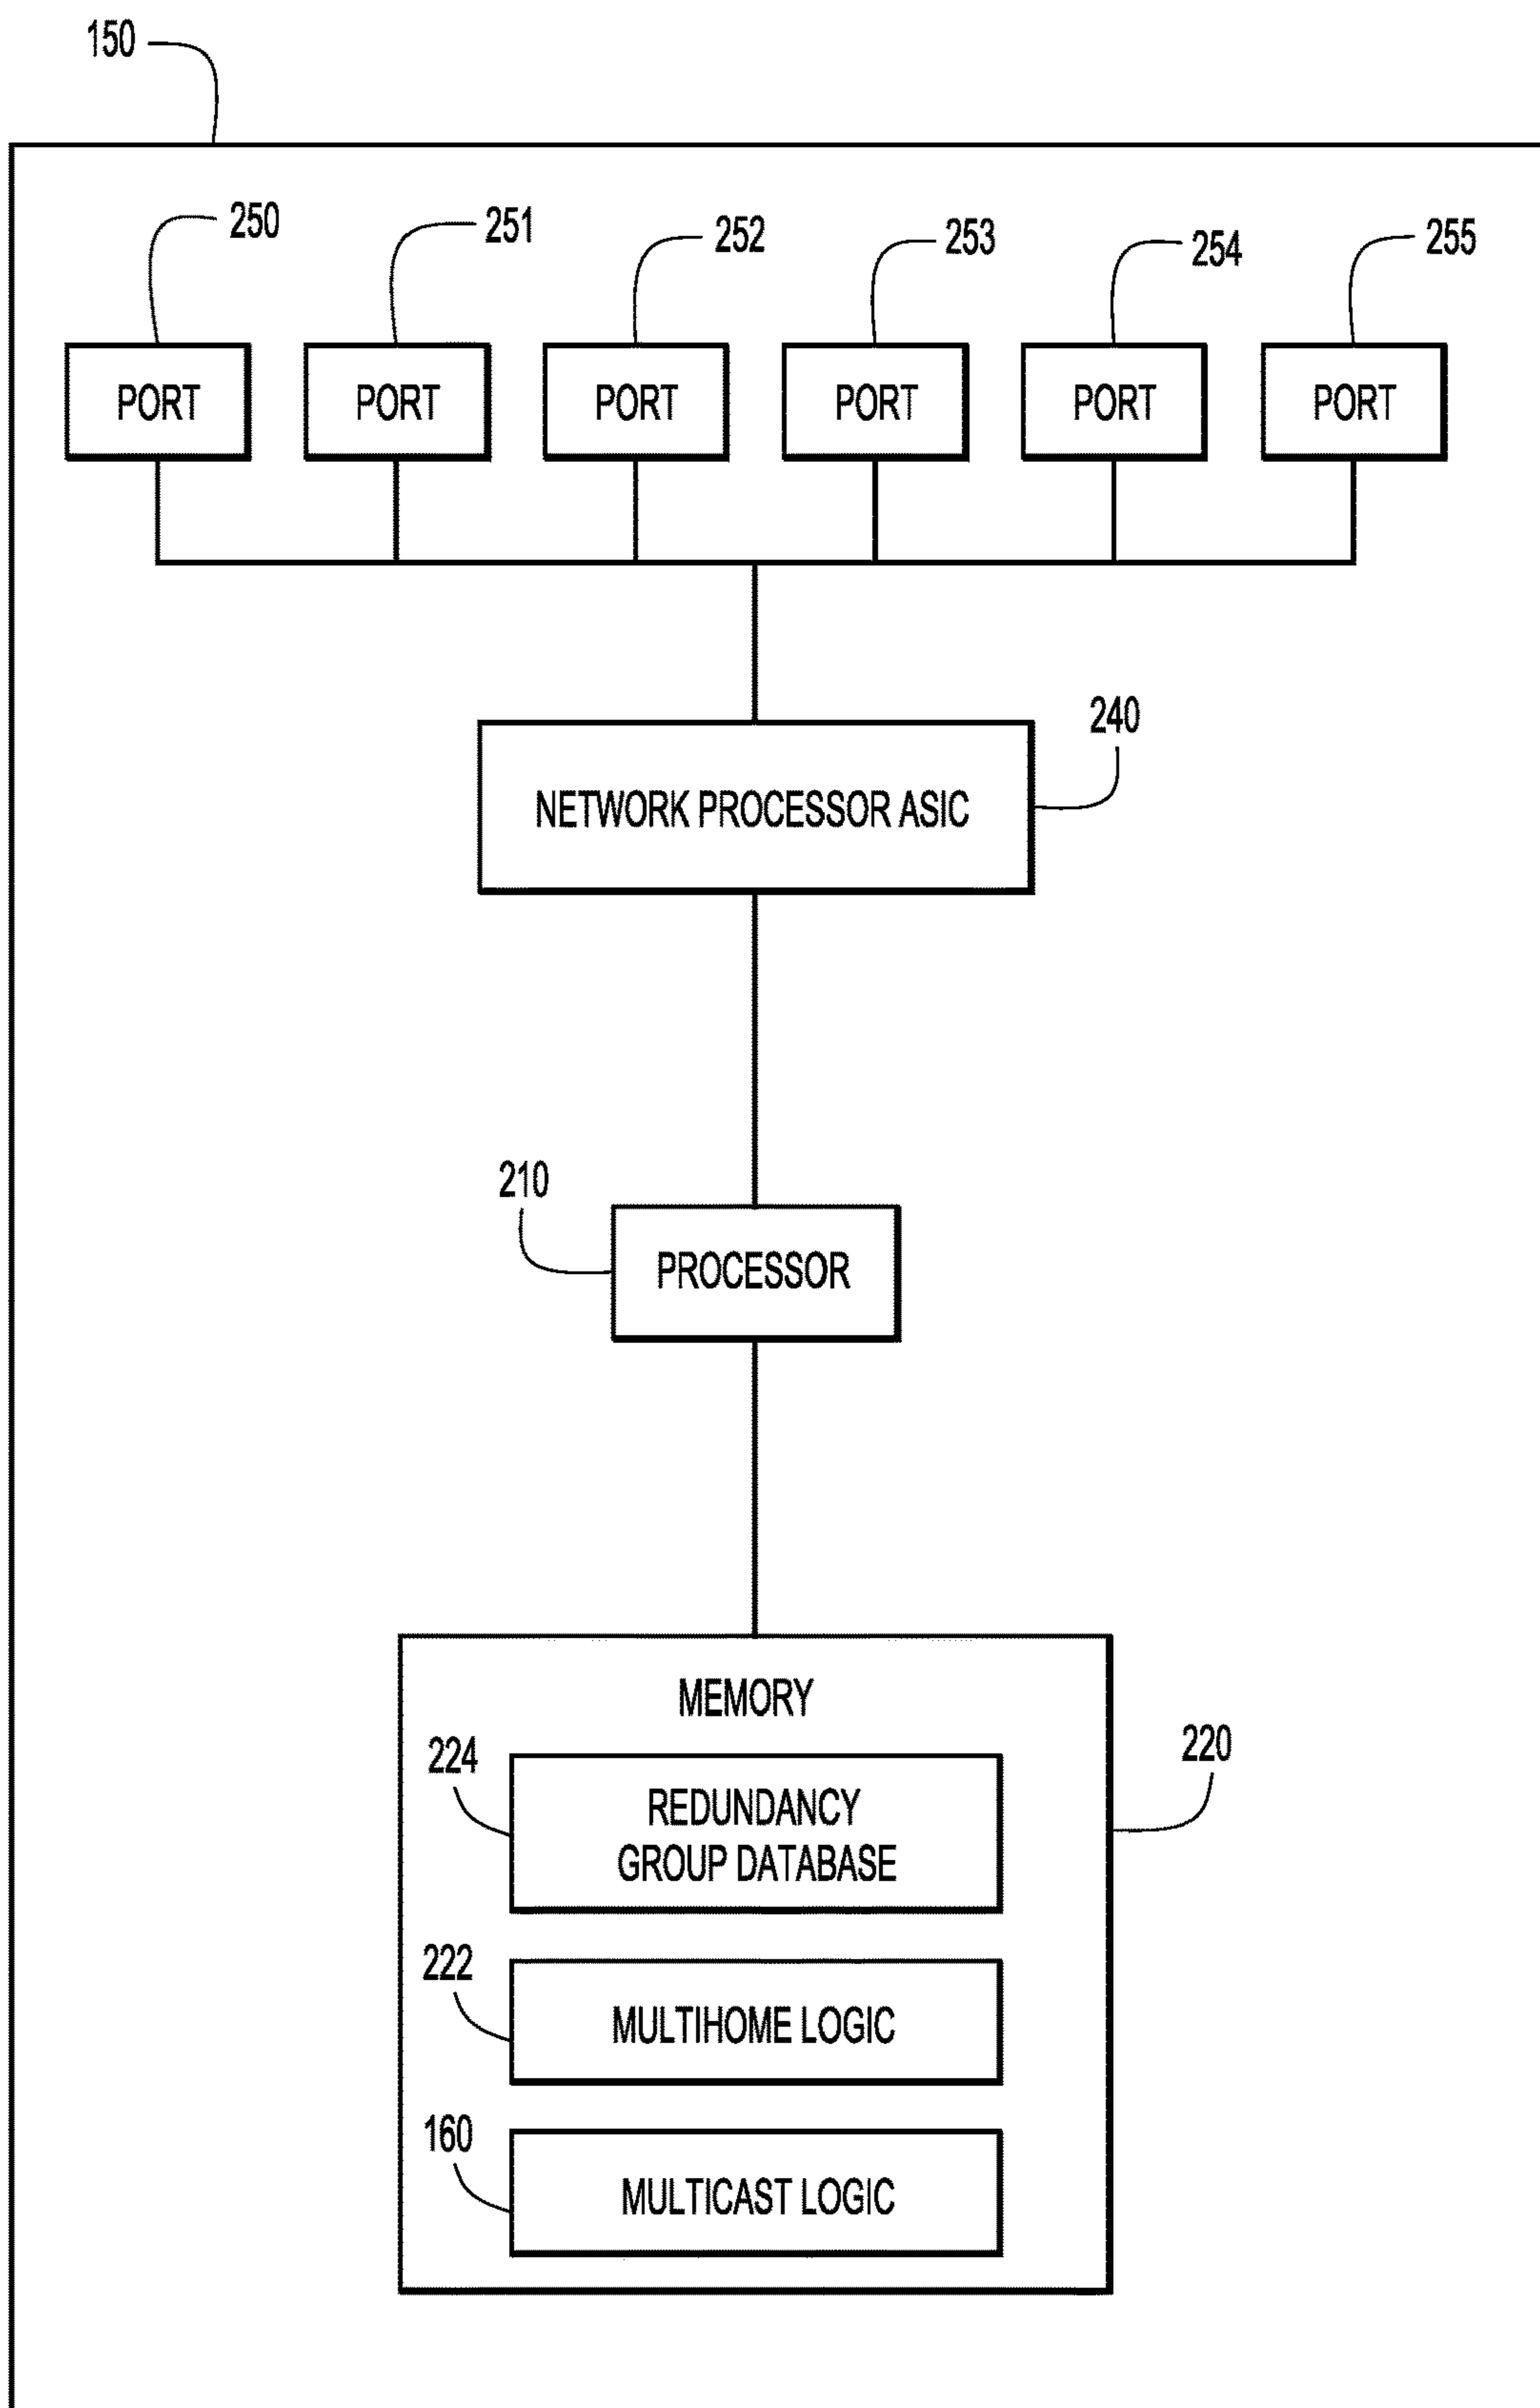 150
250
251
252
253
254
255
PORT
PORT
PORT
PORT
PORT
PORT
240
NETWORK PROCESSOR ASIC
210
PROCESSOR
MEMORY
224
220
REDUNDANCY
GROUP DATABASE
222
MULTIHOME LOGIC
160
MULTICAST LOGIC